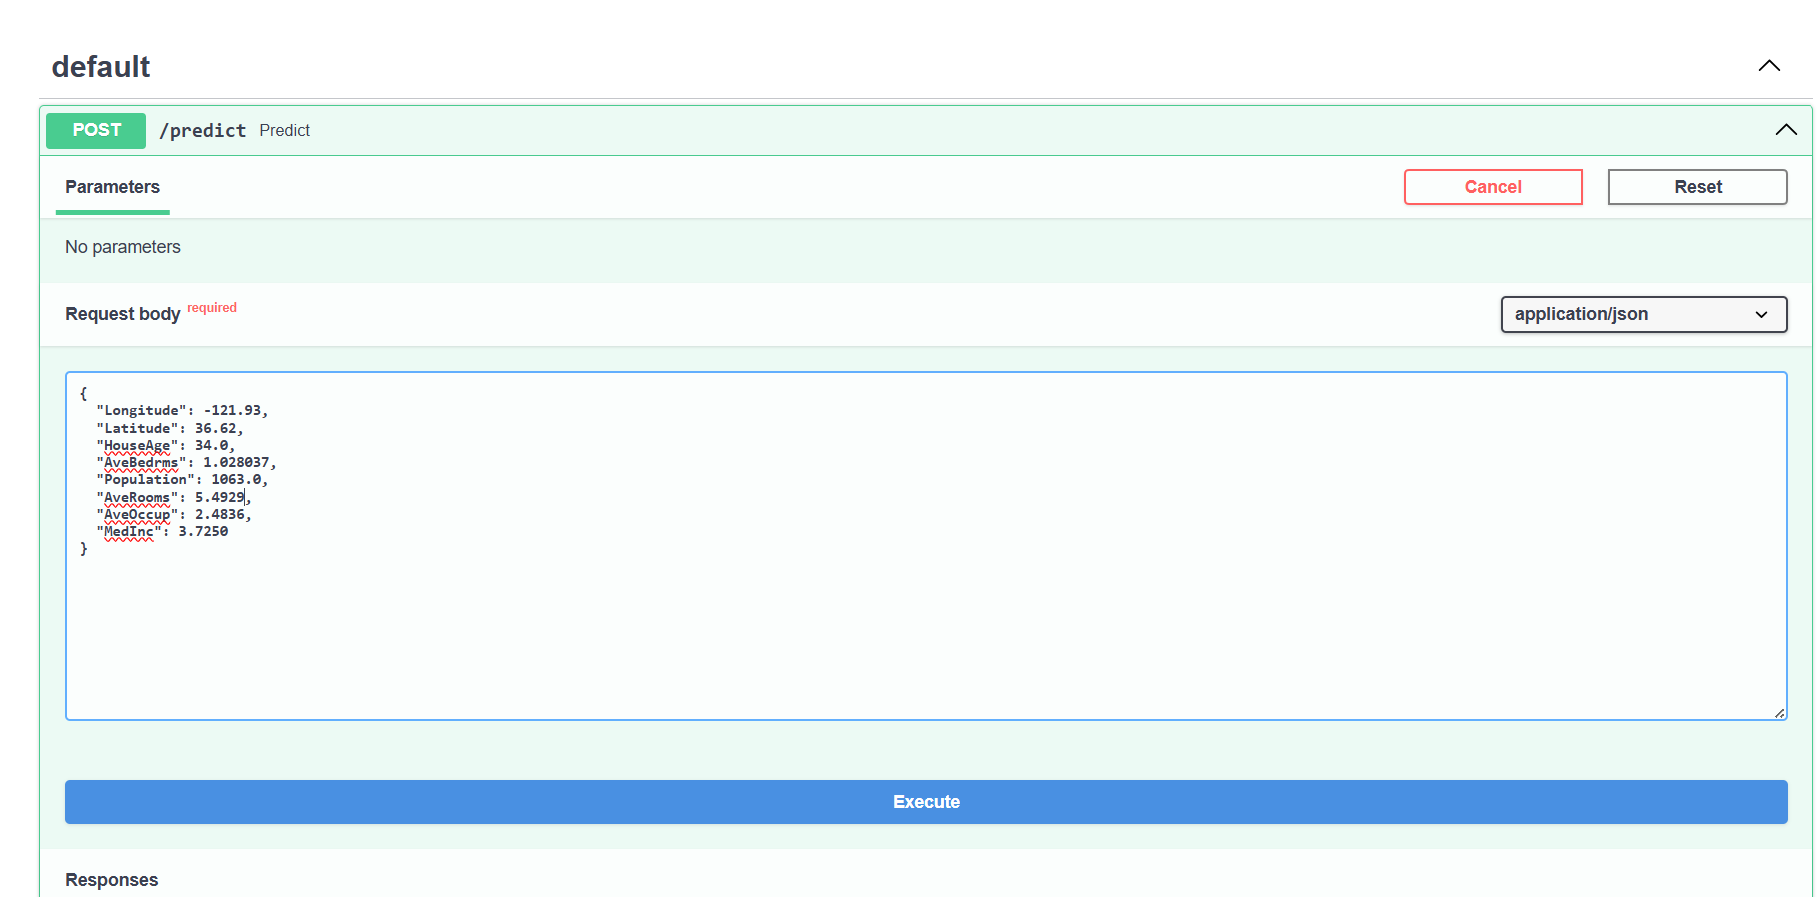 default
POST /predict Predict
Parameters Cancel Reset
No parameters
Request body required application/json
{
"Longitude": -121.93,
"Latitude": 36.62,
"HouseAge": 34.0,
"AveBedrms": 1.028037,
"Population": 1063.0,
"AveRooms": 5.4929,
"AveOccup": 2.4836,
"MedInc": 3.7250
}
Execute
Responses